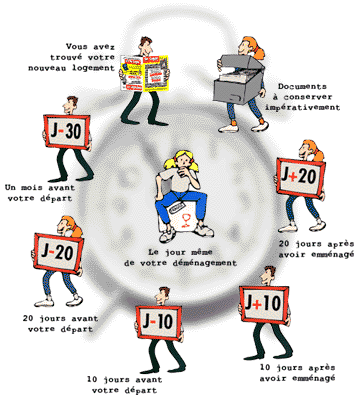 Vous avez
trouvé votre
nouveau logement
Documents
à conserver
impérativement
J-30
Un mois avant
votre départ
J+20
20 jours après
avoir emménagé
Le jour même
de votre déménagement
J-20
20 jours avant
votre départ
J-10
10 jours avant
votre départ
J+10
10 jours après
avoir emménagé